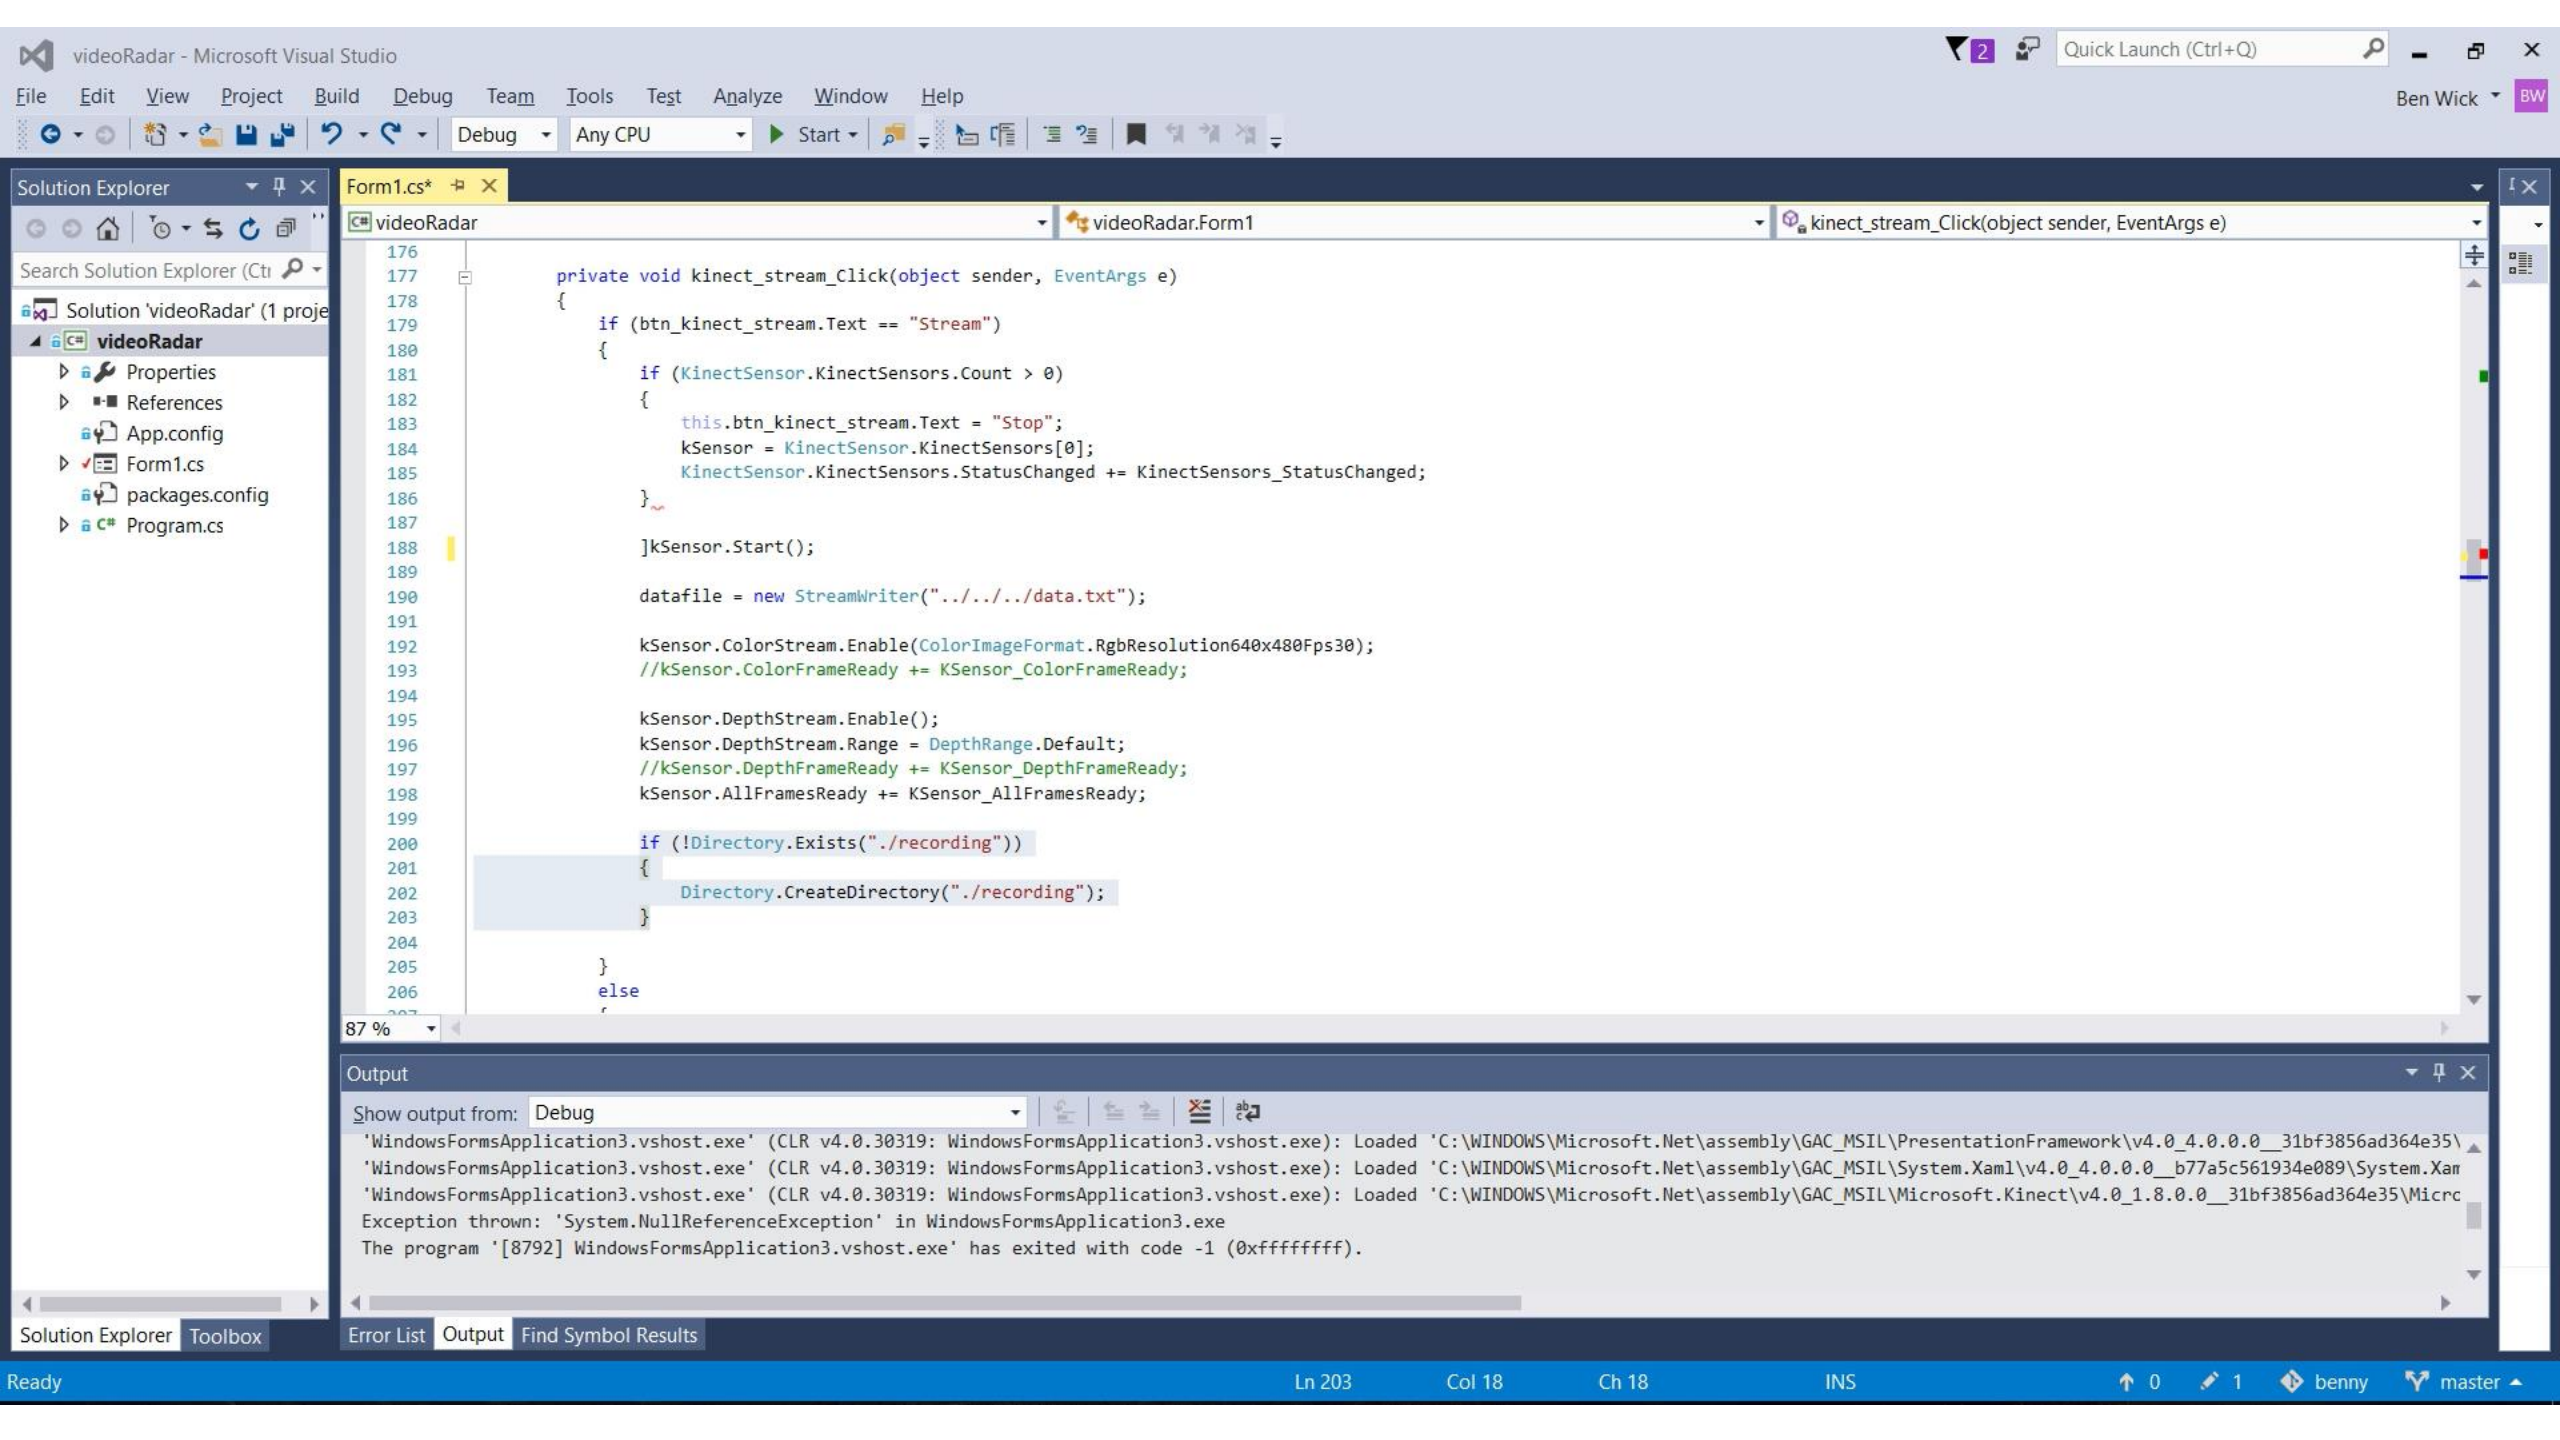 videoRadar - Microsoft Visual Studio
2
Quick Launch (Ctrl+Q)
File Edit View Project Build Debug Team Tools Test Analyze Window Help
Ben Wick
BW
Debug Any CPU Start
Solution Explorer
Form1.cs*
videoRadar
videoRadar.Form1
kinect_stream_Click(object sender, EventArgs e)
Search Solution Explorer (Ctr
Solution 'videoRadar' (1 proje
videoRadar
Properties
References
App.config
Form1.cs
packages.config
Program.cs
176
177 private void kinect_stream_Click(object sender, EventArgs e)
178 {
179 if (btn_kinect_stream.Text == "Stream")
180 {
181 if (KinectSensor.KinectSensors.Count > 0)
182 {
183 this.btn_kinect_stream.Text = "Stop";
184 kSensor = KinectSensor.KinectSensors[0];
185 KinectSensor.KinectSensors.StatusChanged += KinectSensors_StatusChanged;
186 }
187
188 ]kSensor.Start();
189
190 datafile = new StreamWriter("../../../data.txt");
191
192 kSensor.ColorStream.Enable(ColorImageFormat.RgbResolution640x480Fps30);
193 //kSensor.ColorFrameReady += KSensor_ColorFrameReady;
194
195 kSensor.DepthStream.Enable();
196 kSensor.DepthStream.Range = DepthRange.Default;
197 //kSensor.DepthFrameReady += KSensor_DepthFrameReady;
198 kSensor.AllFramesReady += KSensor_AllFramesReady;
199
200 if (!Directory.Exists("./recording"))
201 {
202 Directory.CreateDirectory("./recording");
203 }
204
205 }
206 else
87 %
Output
Show output from: Debug
'WindowsFormsApplication3.vshost.exe' (CLR v4.0.30319: WindowsFormsApplication3.vshost.exe): Loaded 'C:\WINDOWS\Microsoft.Net\assembly\GAC_MSIL\PresentationFramework\v4.0_4.0.0.0__31bf3856ad364e35\
'WindowsFormsApplication3.vshost.exe' (CLR v4.0.30319: WindowsFormsApplication3.vshost.exe): Loaded 'C:\WINDOWS\Microsoft.Net\assembly\GAC_MSIL\System.Xaml\v4.0_4.0.0.0__b77a5c561934e089\System.Xam
'WindowsFormsApplication3.vshost.exe' (CLR v4.0.30319: WindowsFormsApplication3.vshost.exe): Loaded 'C:\WINDOWS\Microsoft.Net\assembly\GAC_MSIL\Microsoft.Kinect\v4.0_1.8.0.0__31bf3856ad364e35\Micro
Exception thrown: 'System.NullReferenceException' in WindowsFormsApplication3.exe
The program '[8792] WindowsFormsApplication3.vshost.exe' has exited with code -1 (0xffffffff).
Solution Explorer Toolbox
Error List Output Find Symbol Results
Ready Ln 203 Col 18 Ch 18 INS 0 1 benny master